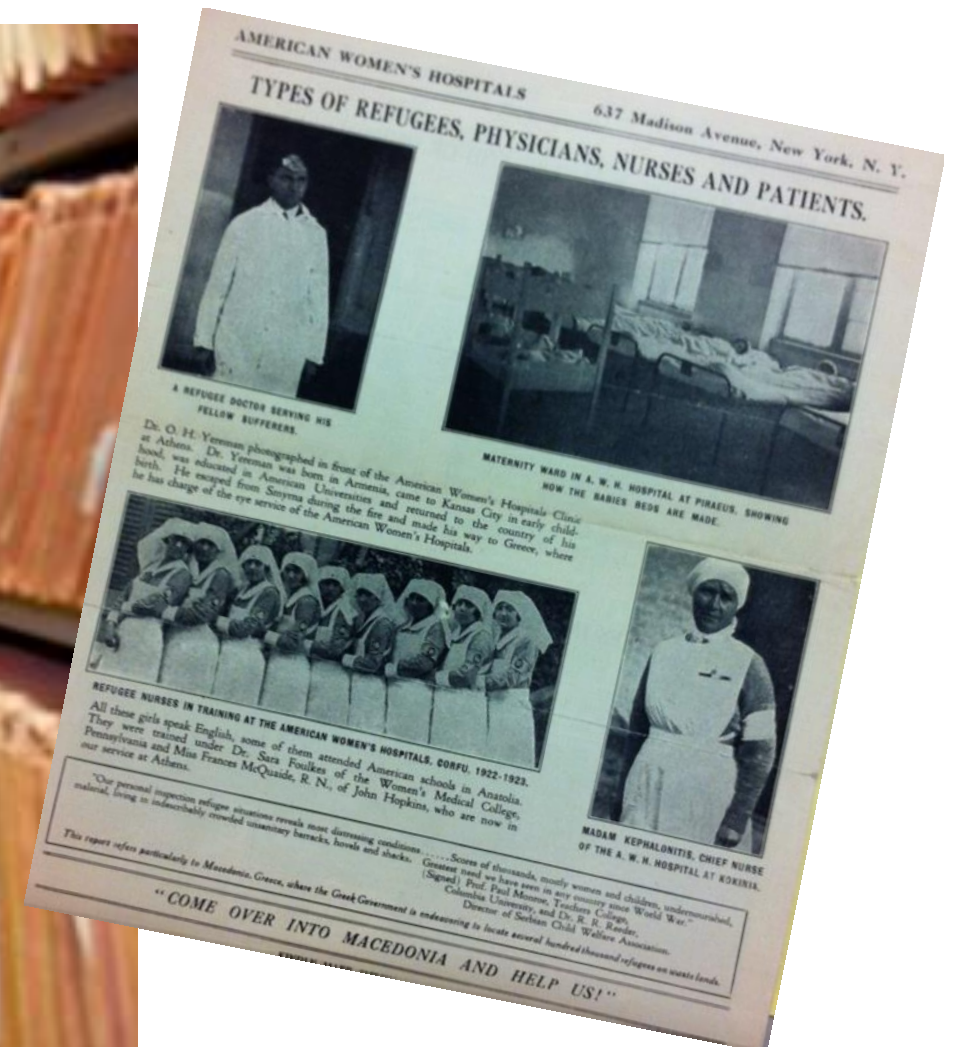 AMERICAN WOMEN'S HOSPITALS 637 Madison Avenue, New York, N. Y.
TYPES OF REFUGEES, PHYSICIANS, NURSES AND PATIENTS.
A REFUGEE DOCTOR SERVING HIS
FELLOW SUFFERERS.
Dr. O. H. Yereman photographed in front of the American Women's Hospitals Clinic
at Athens. Dr. Yereman was born in Armenia, came to Kansas City in early child-
hood, was educated in American Universities and returned to the country of his
birth. He escaped from Smyrna during the fire and made his way to Greece, where
he has charge of the eye service of the American Women's Hospitals.
MATERNITY WARD IN A. W. H. HOSPITAL AT PIRAEUS, SHOWING
HOW THE BABIES BEDS ARE MADE.
REFUGEE NURSES IN TRAINING AT THE AMERICAN WOMEN'S HOSPITALS, CORFU, 1922-1923.
All these girls speak English, some of them attended American schools in Anatolia.
They were trained under Dr. Sara Foulkes of the Women's Medical College,
Pennsylvania and Miss Frances McQuaide, R. N., of John Hopkins, who are now in
our service at Athens.
MADAM KEPHALONITIS, CHIEF NURSE
OF THE A. W. H. HOSPITAL AT KOKINIA.
"Our personal inspection refugee situations reveals most distressing conditions......Scores of thousands, mostly women and children, undernourished,
material, living in indescribably crowded unsanitary barracks, hovels and shacks. Greatest need we have seen in any country since World War."
(Signed) Prof. Paul Monroe, Teachers College,
Columbia University, and Dr. R. R. Reeder,
Director of Serbian Child Welfare Association.
This report refers particularly to Macedonia, Greece, where the Greek Government is endeavoring to locate several hundred thousand refugees on waste lands.
"COME OVER INTO MACEDONIA AND HELP US!"